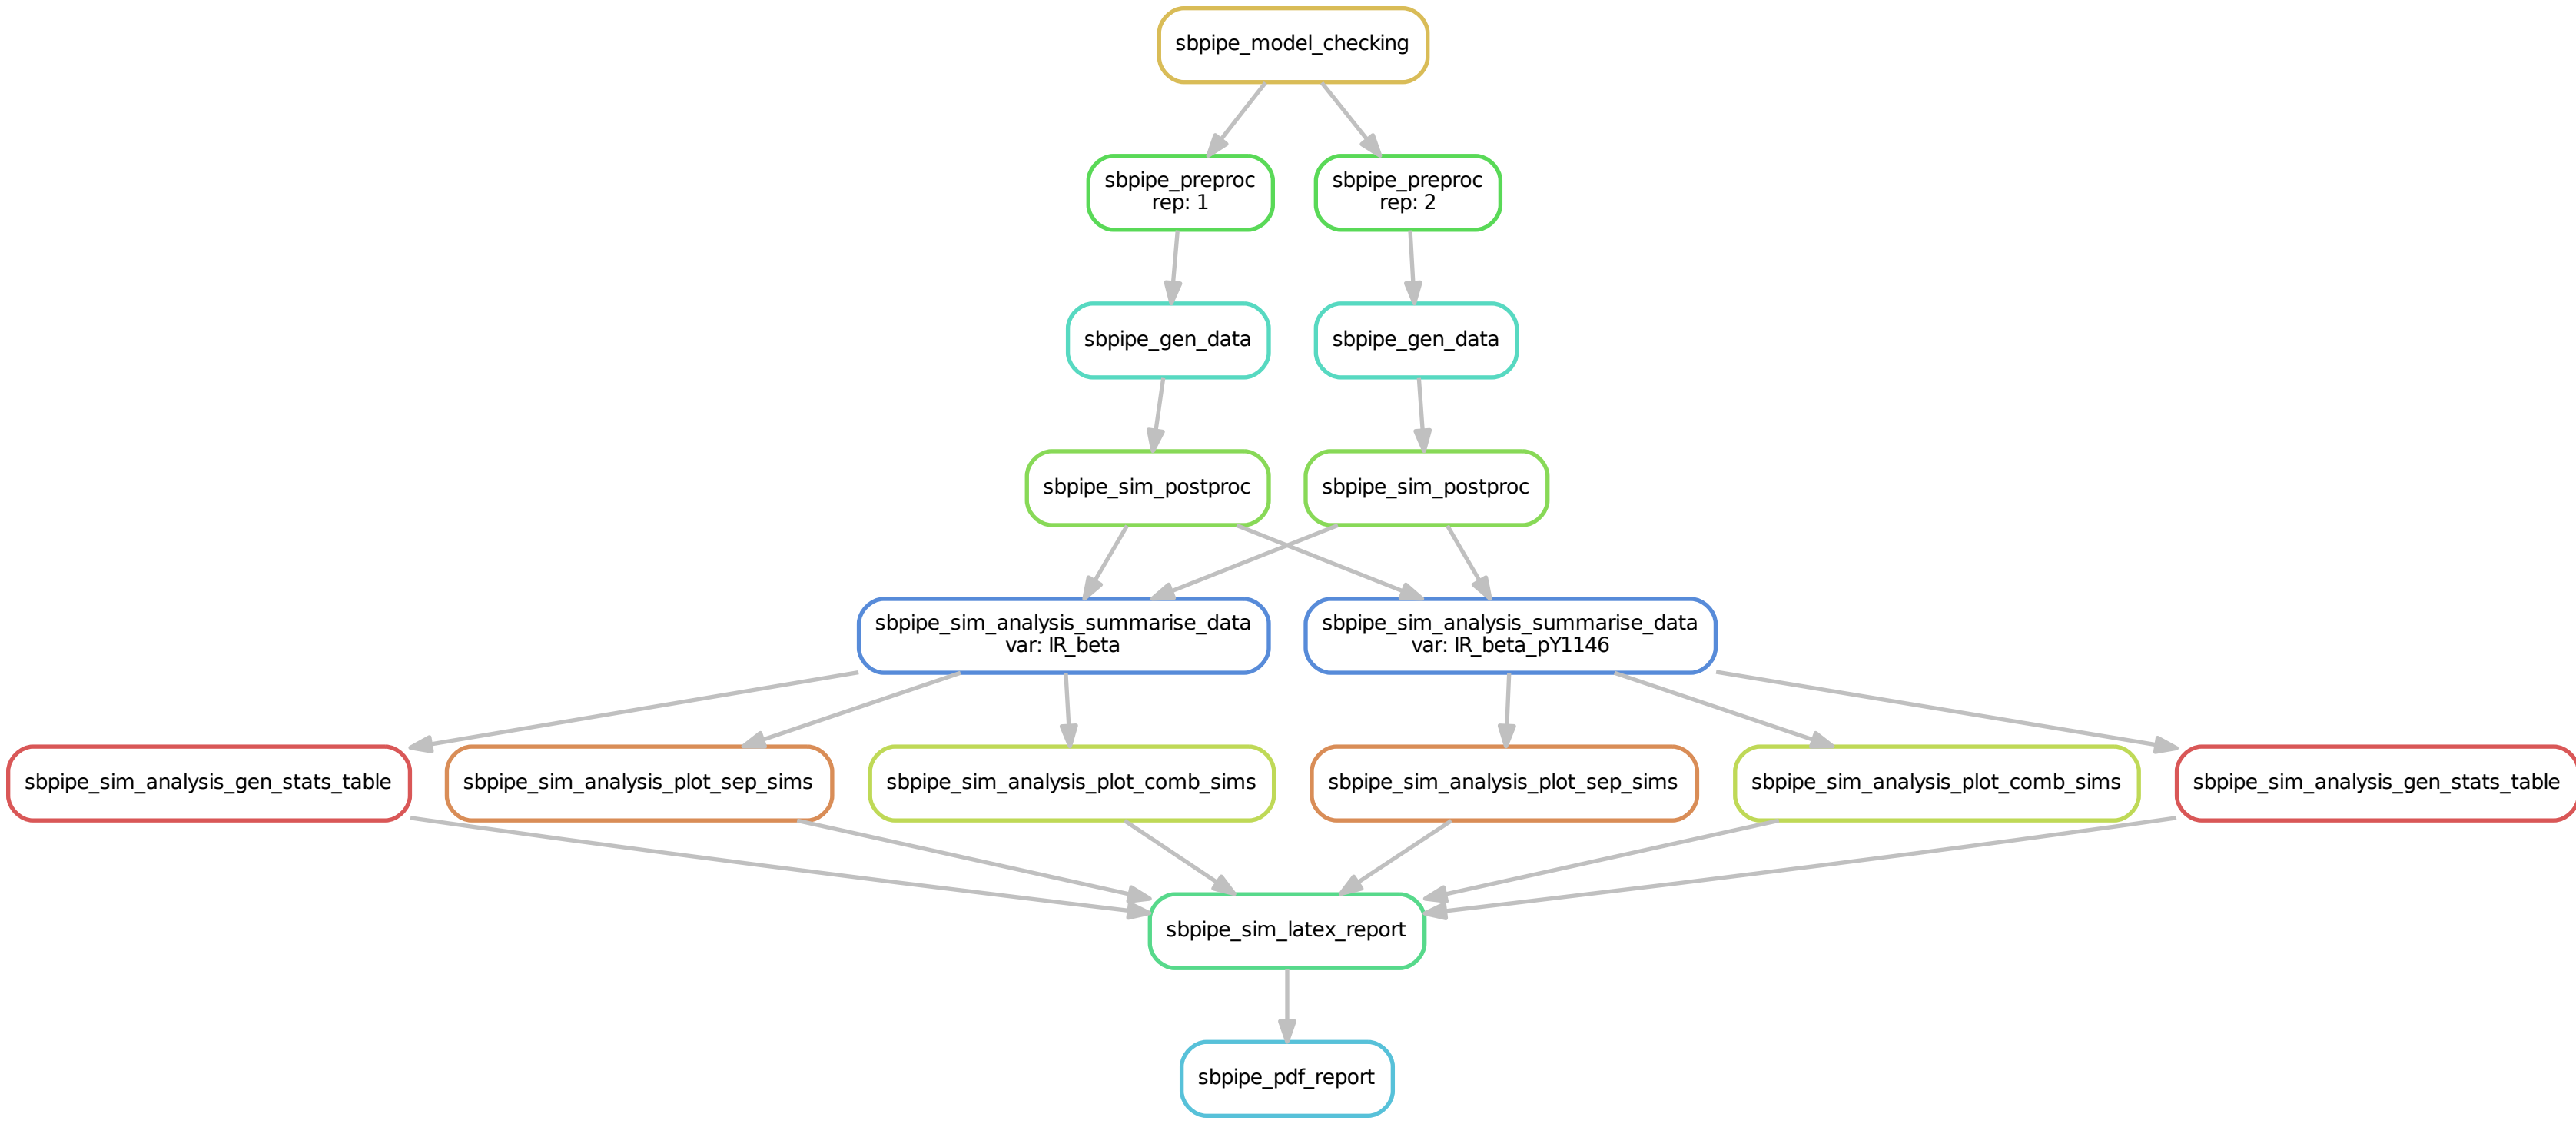 sbpipe_model_checking
sbpipe_preproc
rep: 1
sbpipe_preproc
rep: 2
sbpipe_gen_data
sbpipe_gen_data
sbpipe_sim_postproc
sbpipe_sim_postproc
sbpipe_sim_analysis_summarise_data
var: IR_beta
sbpipe_sim_analysis_summarise_data
var: IR_beta_pY1146
sbpipe_sim_analysis_gen_stats_table
sbpipe_sim_analysis_plot_sep_sims
sbpipe_sim_analysis_plot_comb_sims
sbpipe_sim_analysis_plot_sep_sims
sbpipe_sim_analysis_plot_comb_sims
sbpipe_sim_analysis_gen_stats_table
sbpipe_sim_latex_report
sbpipe_pdf_report